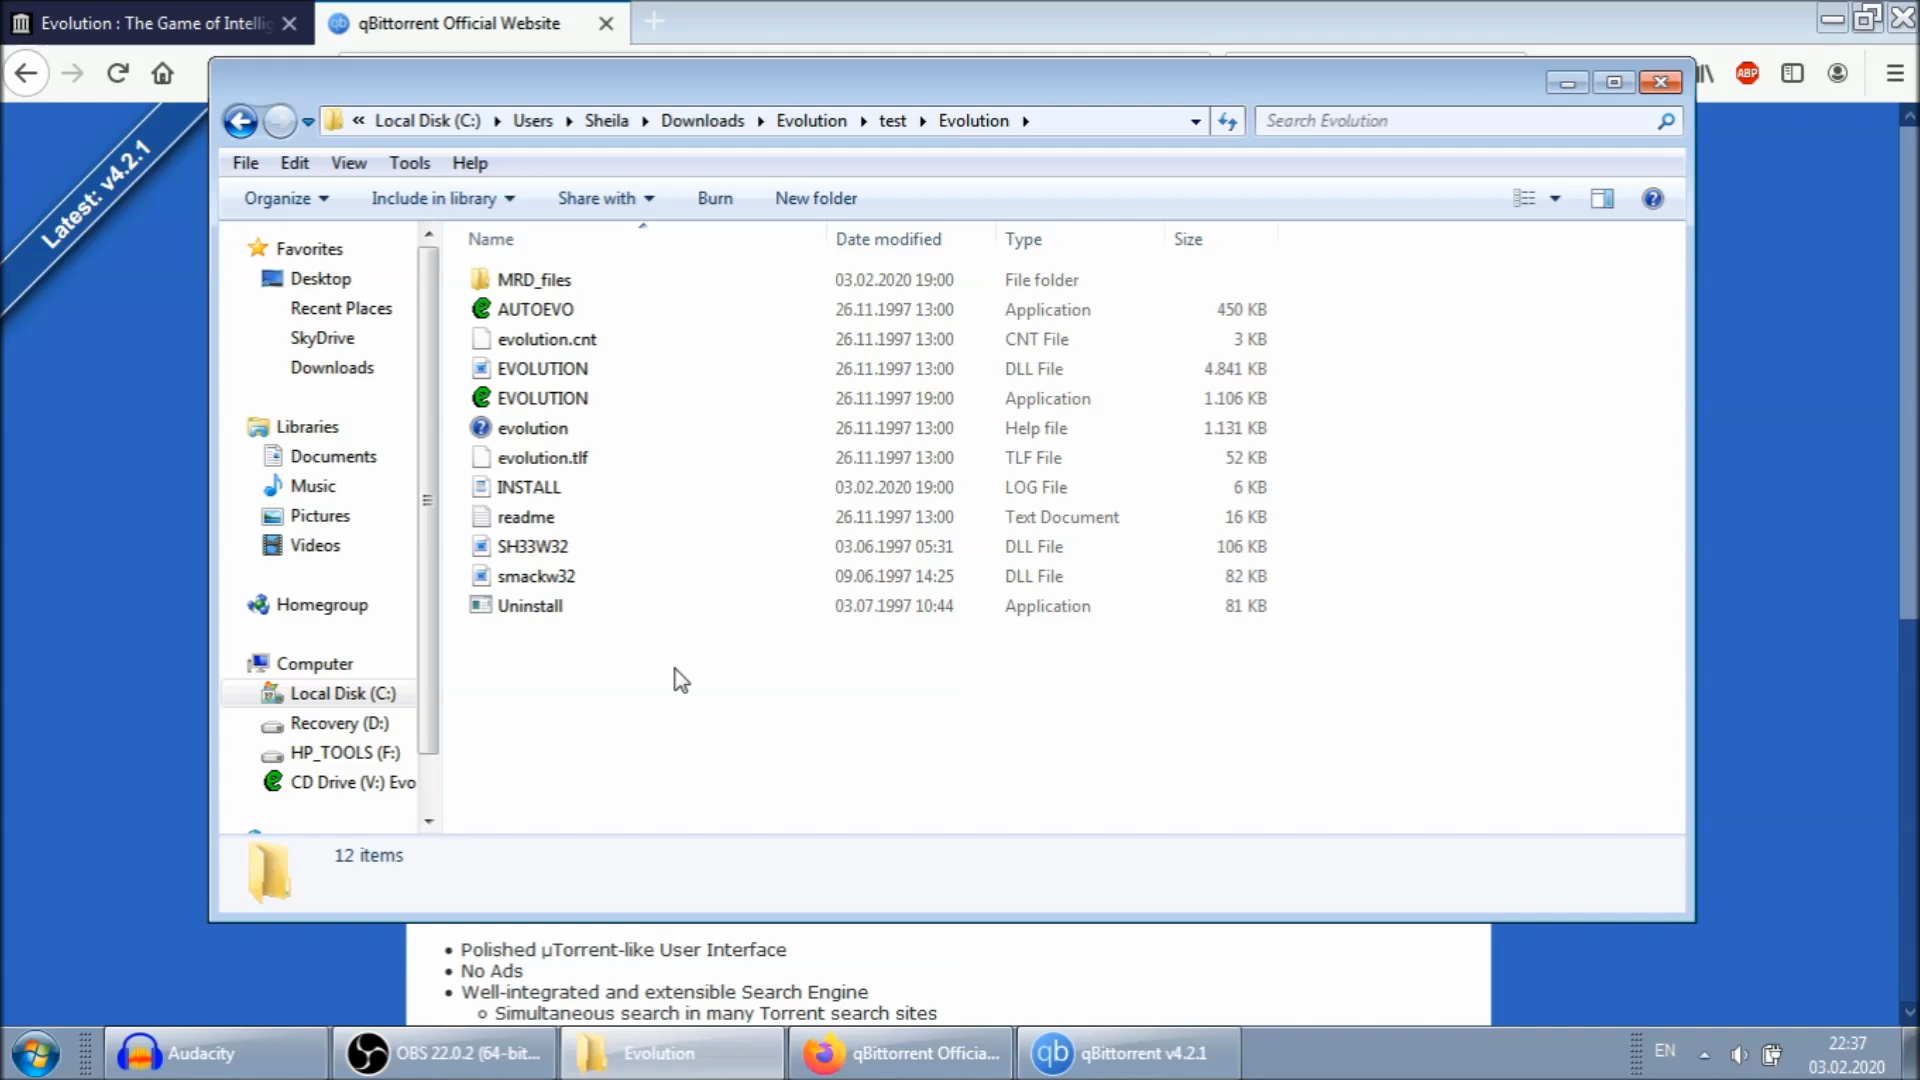 Evolution : The Game of Intelli
qBittorrent Official Website
ABP
Latest: v4.2.1
« Local Disk (C:) Users Sheila Downloads Evolution test Evolution
Search Evolution
File Edit View Tools Help
Organize Include in library Share with Burn New folder
Name Date modified Type Size
Favorites
Desktop
Recent Places
SkyDrive
Downloads
Libraries
Documents
Music
Pictures
Videos
Homegroup
Computer
Local Disk (C:)
Recovery (D:)
HP_TOOLS (F:)
CD Drive (V:) Evo
MRD_files 03.02.2020 19:00 File folder
AUTOEVO 26.11.1997 13:00 Application 450 KB
evolution.cnt 26.11.1997 13:00 CNT File 3 KB
EVOLUTION 26.11.1997 13:00 DLL File 4.841 KB
EVOLUTION 26.11.1997 19:00 Application 1.106 KB
evolution 26.11.1997 13:00 Help file 1.131 KB
evolution.tlf 26.11.1997 13:00 TLF File 52 KB
INSTALL 03.02.2020 19:00 LOG File 6 KB
readme 26.11.1997 13:00 Text Document 16 KB
SH33W32 03.06.1997 05:31 DLL File 106 KB
smackw32 09.06.1997 14:25 DLL File 82 KB
Uninstall 03.07.1997 10:44 Application 81 KB
12 items
• Polished µTorrent-like User Interface
• No Ads
• Well-integrated and extensible Search Engine
o Simultaneous search in many Torrent search sites
Audacity
OBS 22.0.2 (64-bit...
Evolution
qBittorrent Officia...
qb
qBittorrent v4.2.1
EN
22:37
03.02.2020